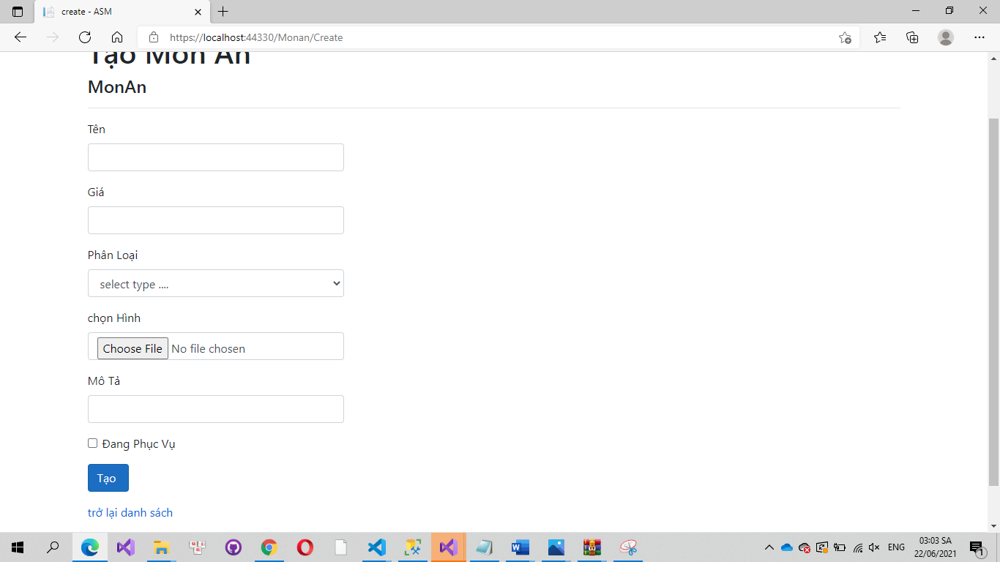 create - ASM
https://localhost:44330/Monan/Create
Tạo Món Ăn
MonAn
Tên
Giá
Phân Loại
select type ....
chọn Hình
Choose File No file chosen
Mô Tả
Đang Phục Vụ
Tạo
trở lại danh sách
ENG
03:03 SA
22/06/2021
1